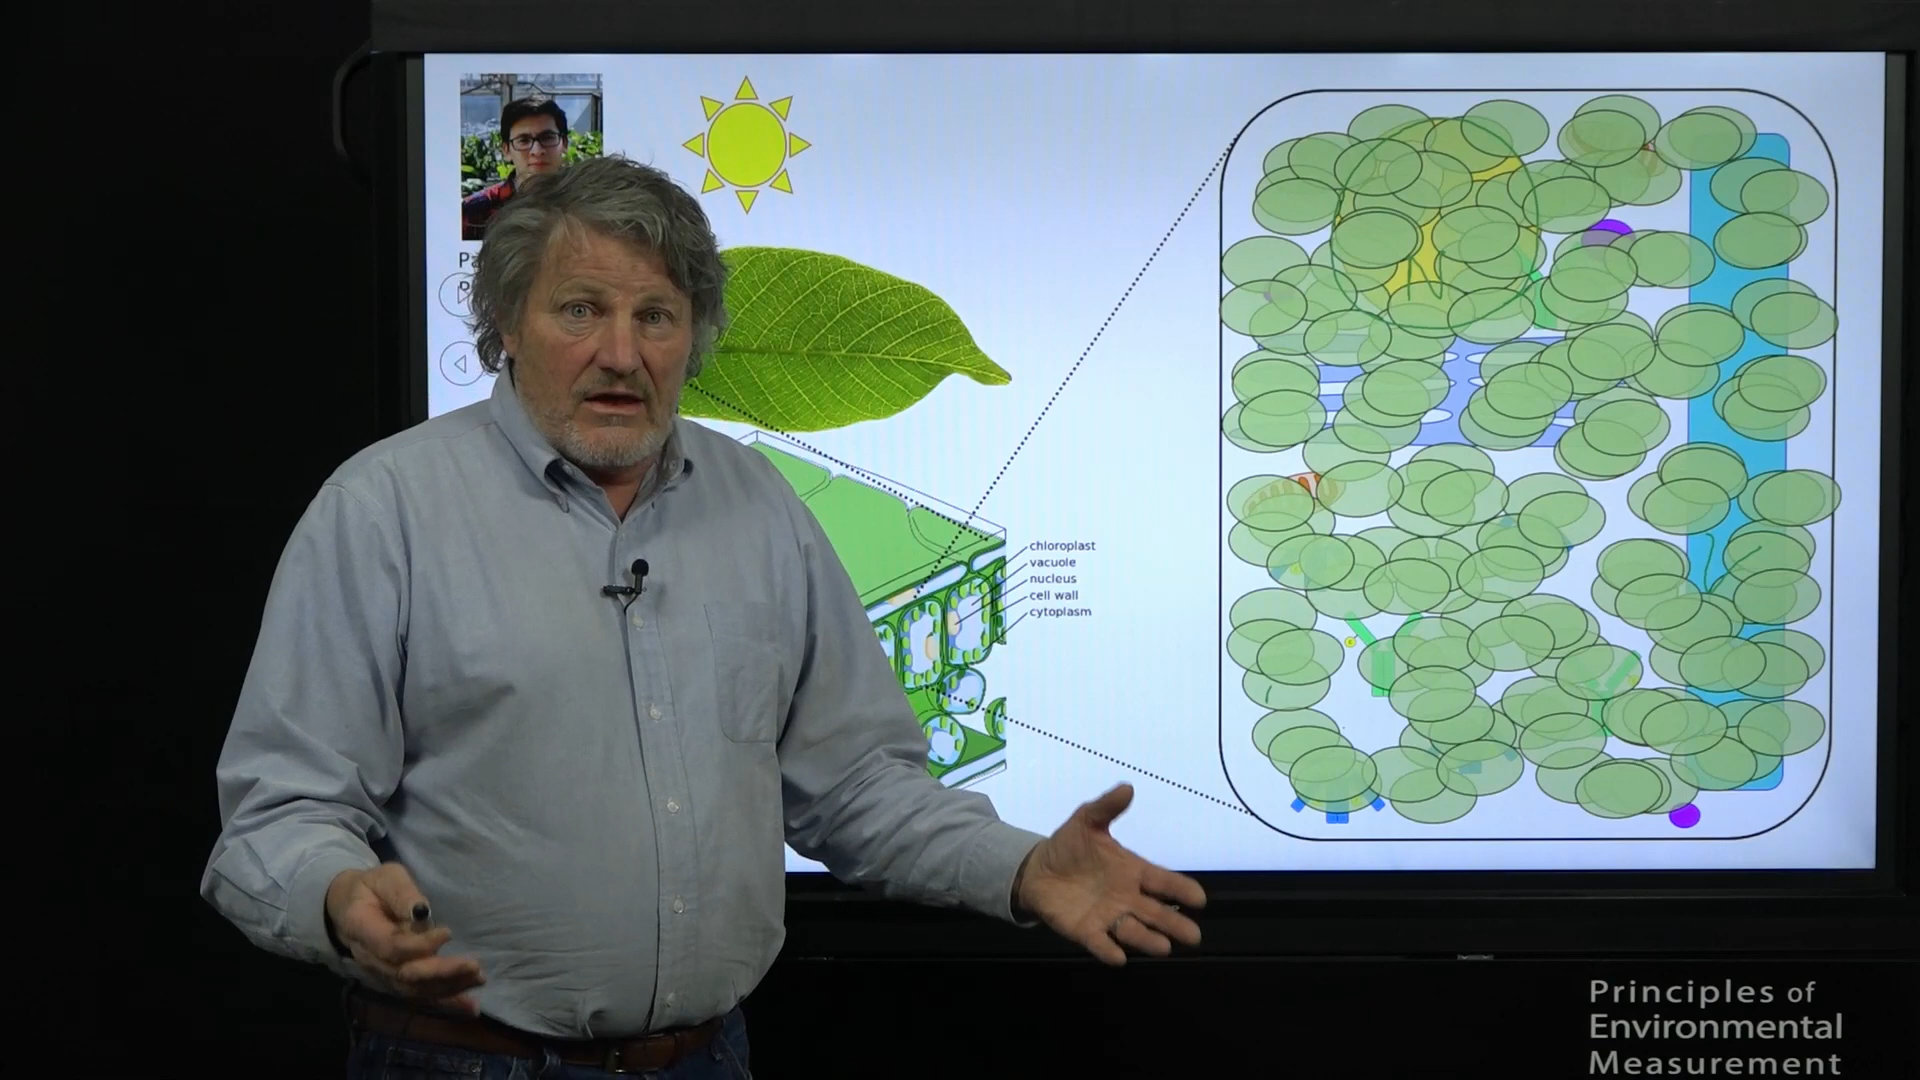 chloroplast
vacuole
nucleus
cell wall
cytoplasm
Principles of
Environmental
Measurement